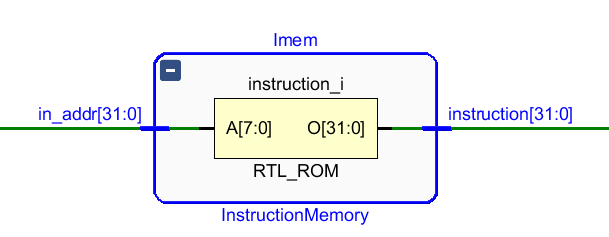 Imem
instruction_i
in_addr[31:0]
instruction[31:0]
A[7:0]
O[31:0]
RTL_ROM
InstructionMemory